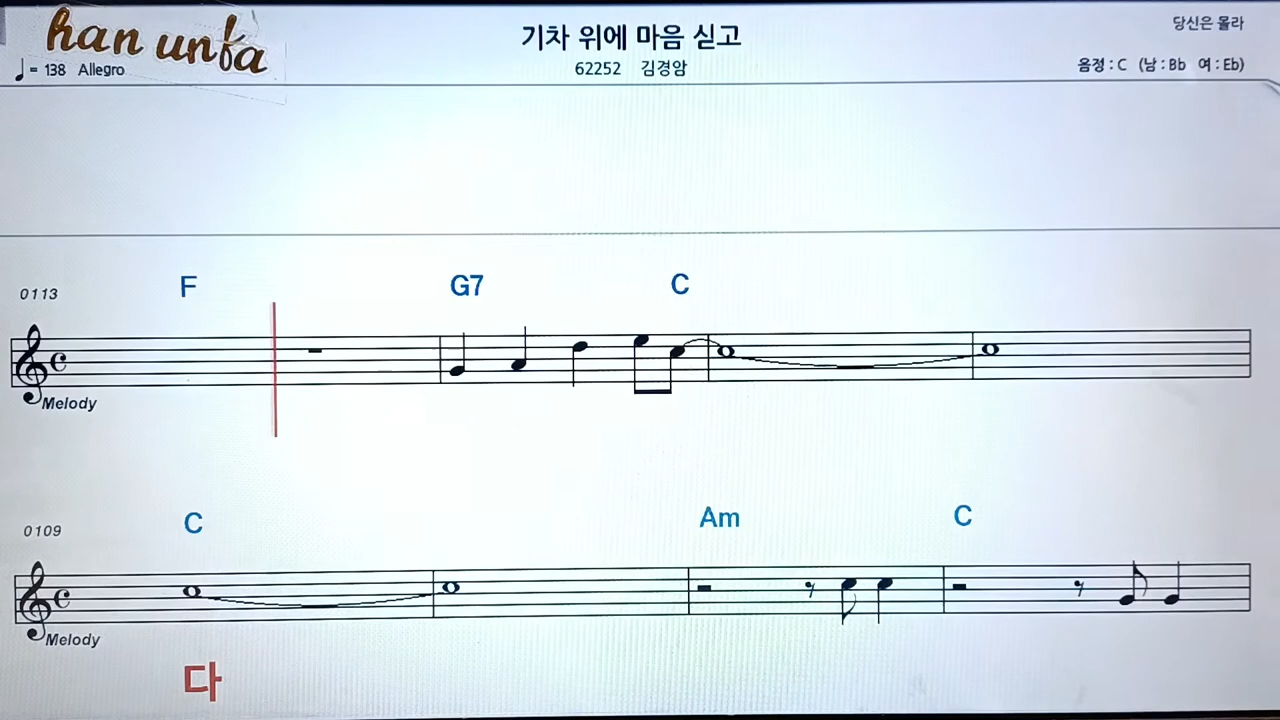 han unfa
기차 위에 마음 싣고
당신은 몰라
♩= 138 Allegro
62252 김경암
음정 : C (남 : Bb 여 : Eb)
F G7 C
0113
Melody
C Am C
0109
Melody
다